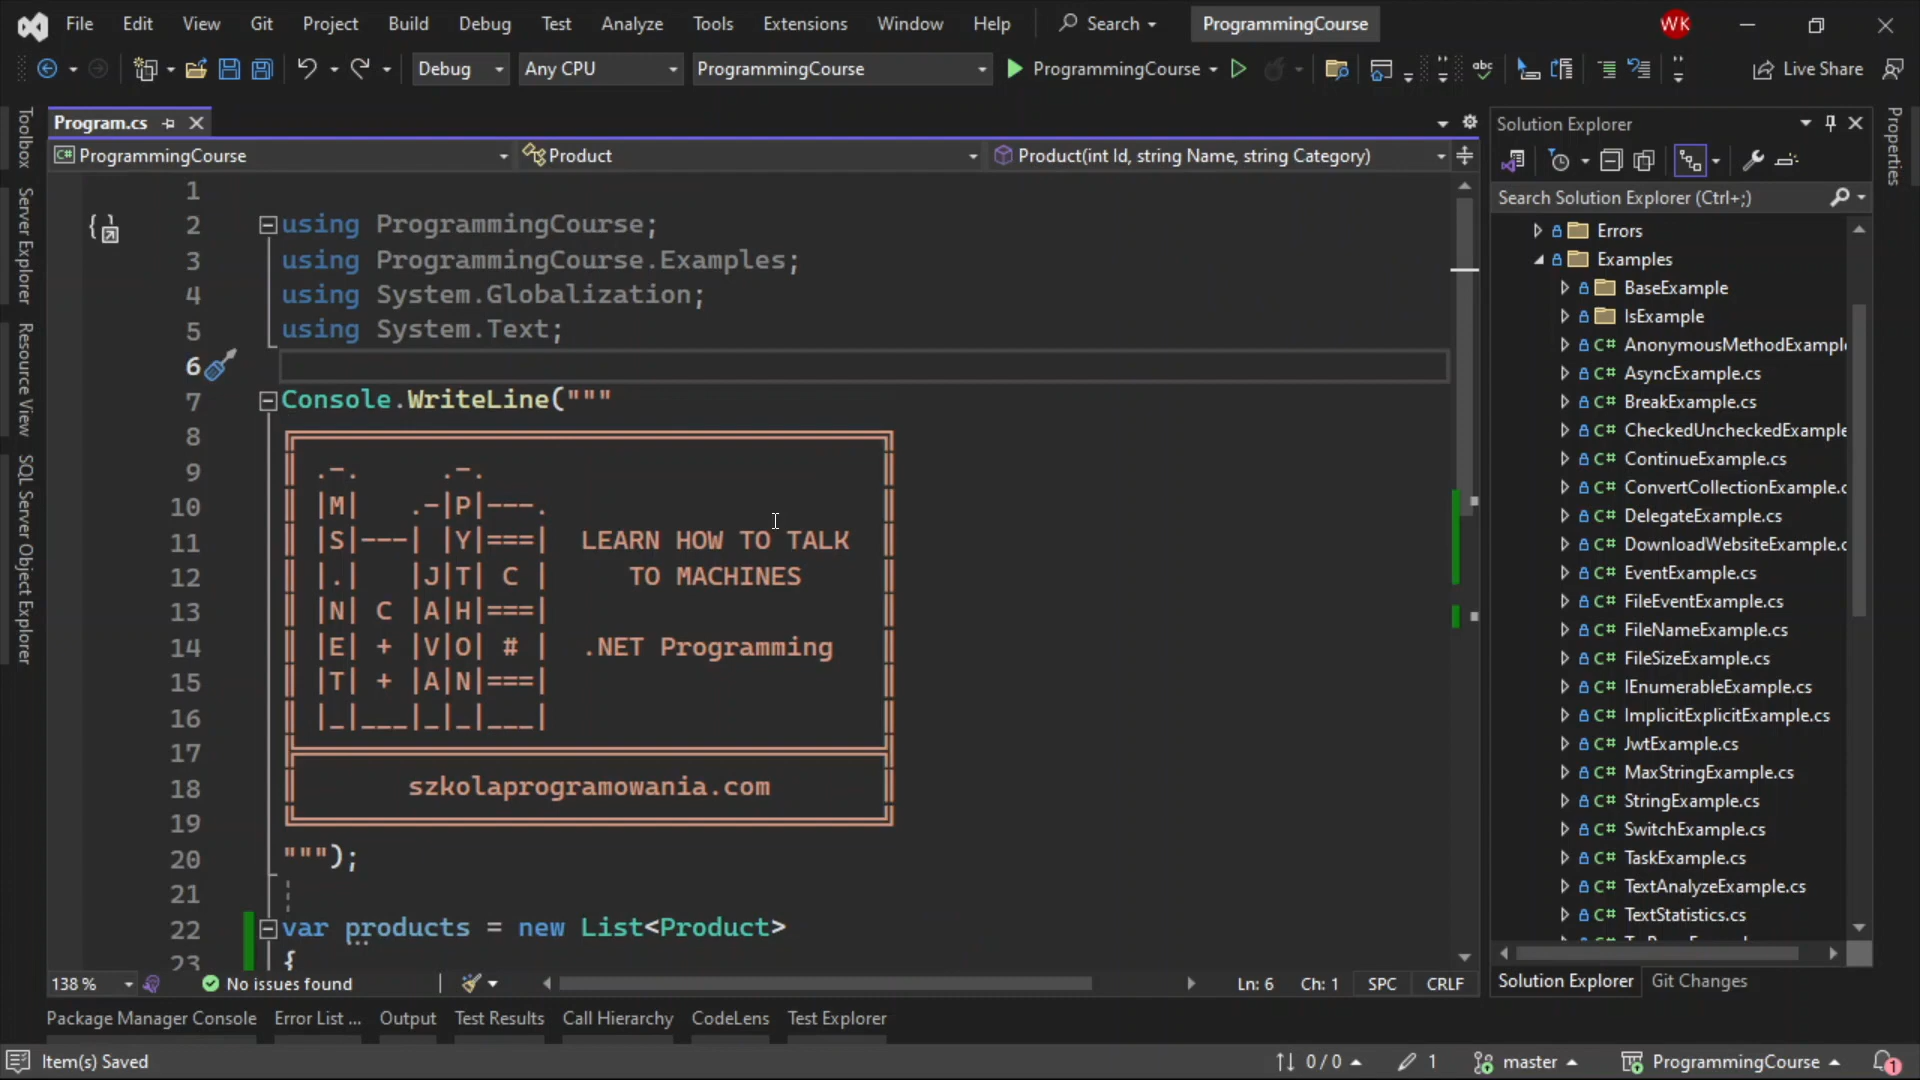 File Edit View Git Project Build Debug Test Analyze Tools Extensions Window Help Search ProgrammingCourse WK
Debug Any CPU ProgrammingCourse ProgrammingCourse Live Share
Toolbox
Server Explorer
Resource View
SQL Server Object Explorer
Program.cs
ProgrammingCourse Product Product(int Id, string Name, string Category)
1
2 using ProgrammingCourse;
3 using ProgrammingCourse.Examples;
4 using System.Globalization;
5 using System.Text;
6
7 Console.WriteLine("""
8
9 .-. .-.
10 |M| .-|P|---.
11 |S|---| |Y|===| LEARN HOW TO TALK
12 |.| |J|T| C | TO MACHINES
13 |N| C |A|H|===|
14 |E| + |V|O| # | .NET Programming
15 |T| + |A|N|===|
16 |_|___|_|_|___|
17
18 szkolaprogramowania.com
19
20 """);
21
22 var products = new List<Product>
23 {
138 % No issues found Ln: 6 Ch: 1 SPC CRLF
Solution Explorer
Search Solution Explorer (Ctrl+;)
Errors
Examples
BaseExample
IsExample
C# AnonymousMethodExampl
C# AsyncExample.cs
C# BreakExample.cs
C# CheckedUncheckedExample
C# ContinueExample.cs
C# ConvertCollectionExample.c
C# DelegateExample.cs
C# DownloadWebsiteExample.c
C# EventExample.cs
C# FileEventExample.cs
C# FileNameExample.cs
C# FileSizeExample.cs
C# IEnumerableExample.cs
C# ImplicitExplicitExample.cs
C# JwtExample.cs
C# MaxStringExample.cs
C# StringExample.cs
C# SwitchExample.cs
C# TaskExample.cs
C# TextAnalyzeExample.cs
C# TextStatistics.cs
Solution Explorer Git Changes
Properties
Package Manager Console Error List ... Output Test Results Call Hierarchy CodeLens Test Explorer
Item(s) Saved 0 / 0 1 master ProgrammingCourse 1